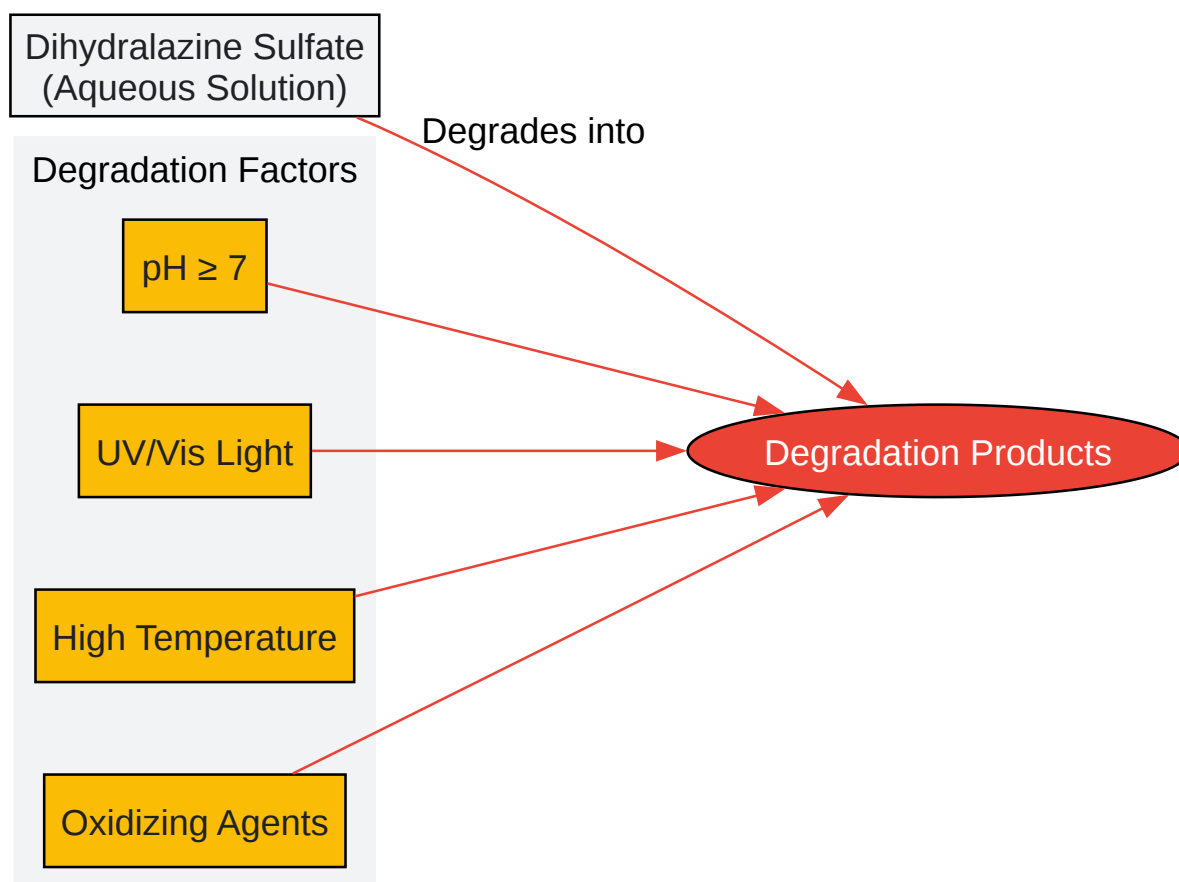 Dihydralazine Sulfate
(Aqueous Solution)
Degrades into
Degradation Factors
pH ≥ 7
UV/Vis Light
Degradation Products
High Temperature
Oxidizing Agents